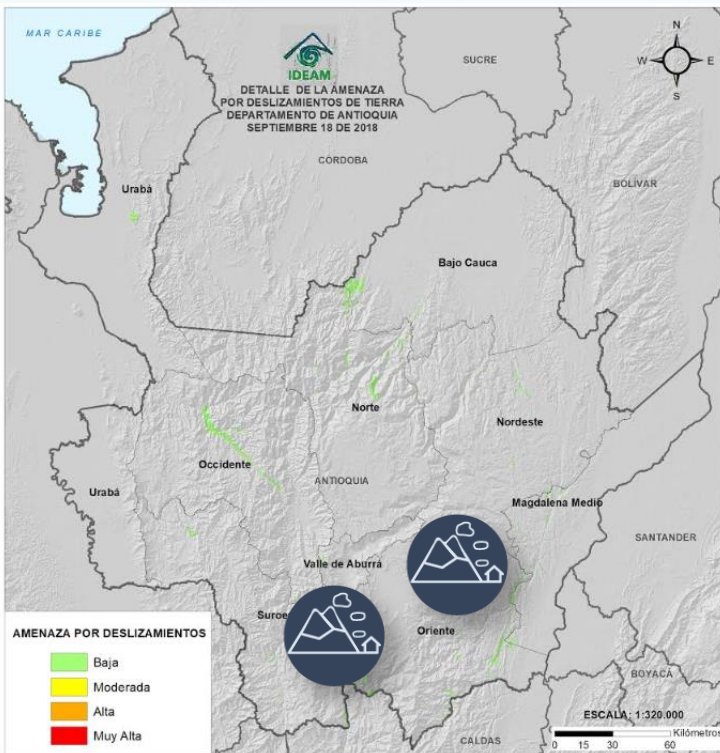 MAR CARIBE
IDEAM
DETALLE DE LA AMENAZA
POR DESLIZAMIENTOS DE TIERRA
DEPARTAMENTO DE ANTIOQUIA
SEPTIEMBRE 18 DE 2018
N
W E
S
SUCRE
CÓRDOBA
BOLÍVAR
Urabá
Bajo Cauca
Norte
Nordeste
Occidente
ANTIOQUIA
Urabá
Magdalena Medio
SANTANDER
Valle de Aburrá
Oriente
BOYACÁ
CALDAS
AMENAZA POR DESLIZAMIENTOS
Baja
Moderada
Alta
Muy Alta
ESCALA: 1:320.000
Kilómetros
0 15 30 60